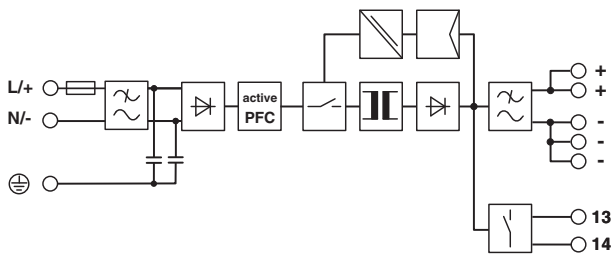 L/+
N/-
active
PFC
+
+
-
-
-
13
14